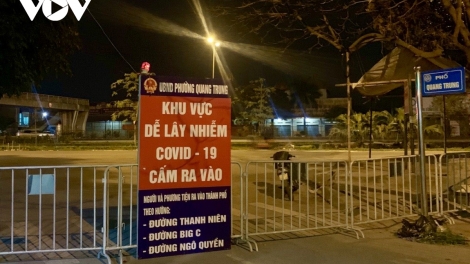 VOV
UBND PHƯỜNG QUANG TRUNG
KHU VỰC
DỄ LÂY NHIỄM
COVID - 19
CẤM RA VÀO
NGƯỜI VÀ PHƯƠNG TIỆN RA VÀO THÀNH PHỐ
THEO HƯỚNG:
- ĐƯỜNG THANH NIÊN
- ĐƯỜNG BIG C
- ĐƯỜNG NGÔ QUYỀN
PHỐ
QUANG TRUNG